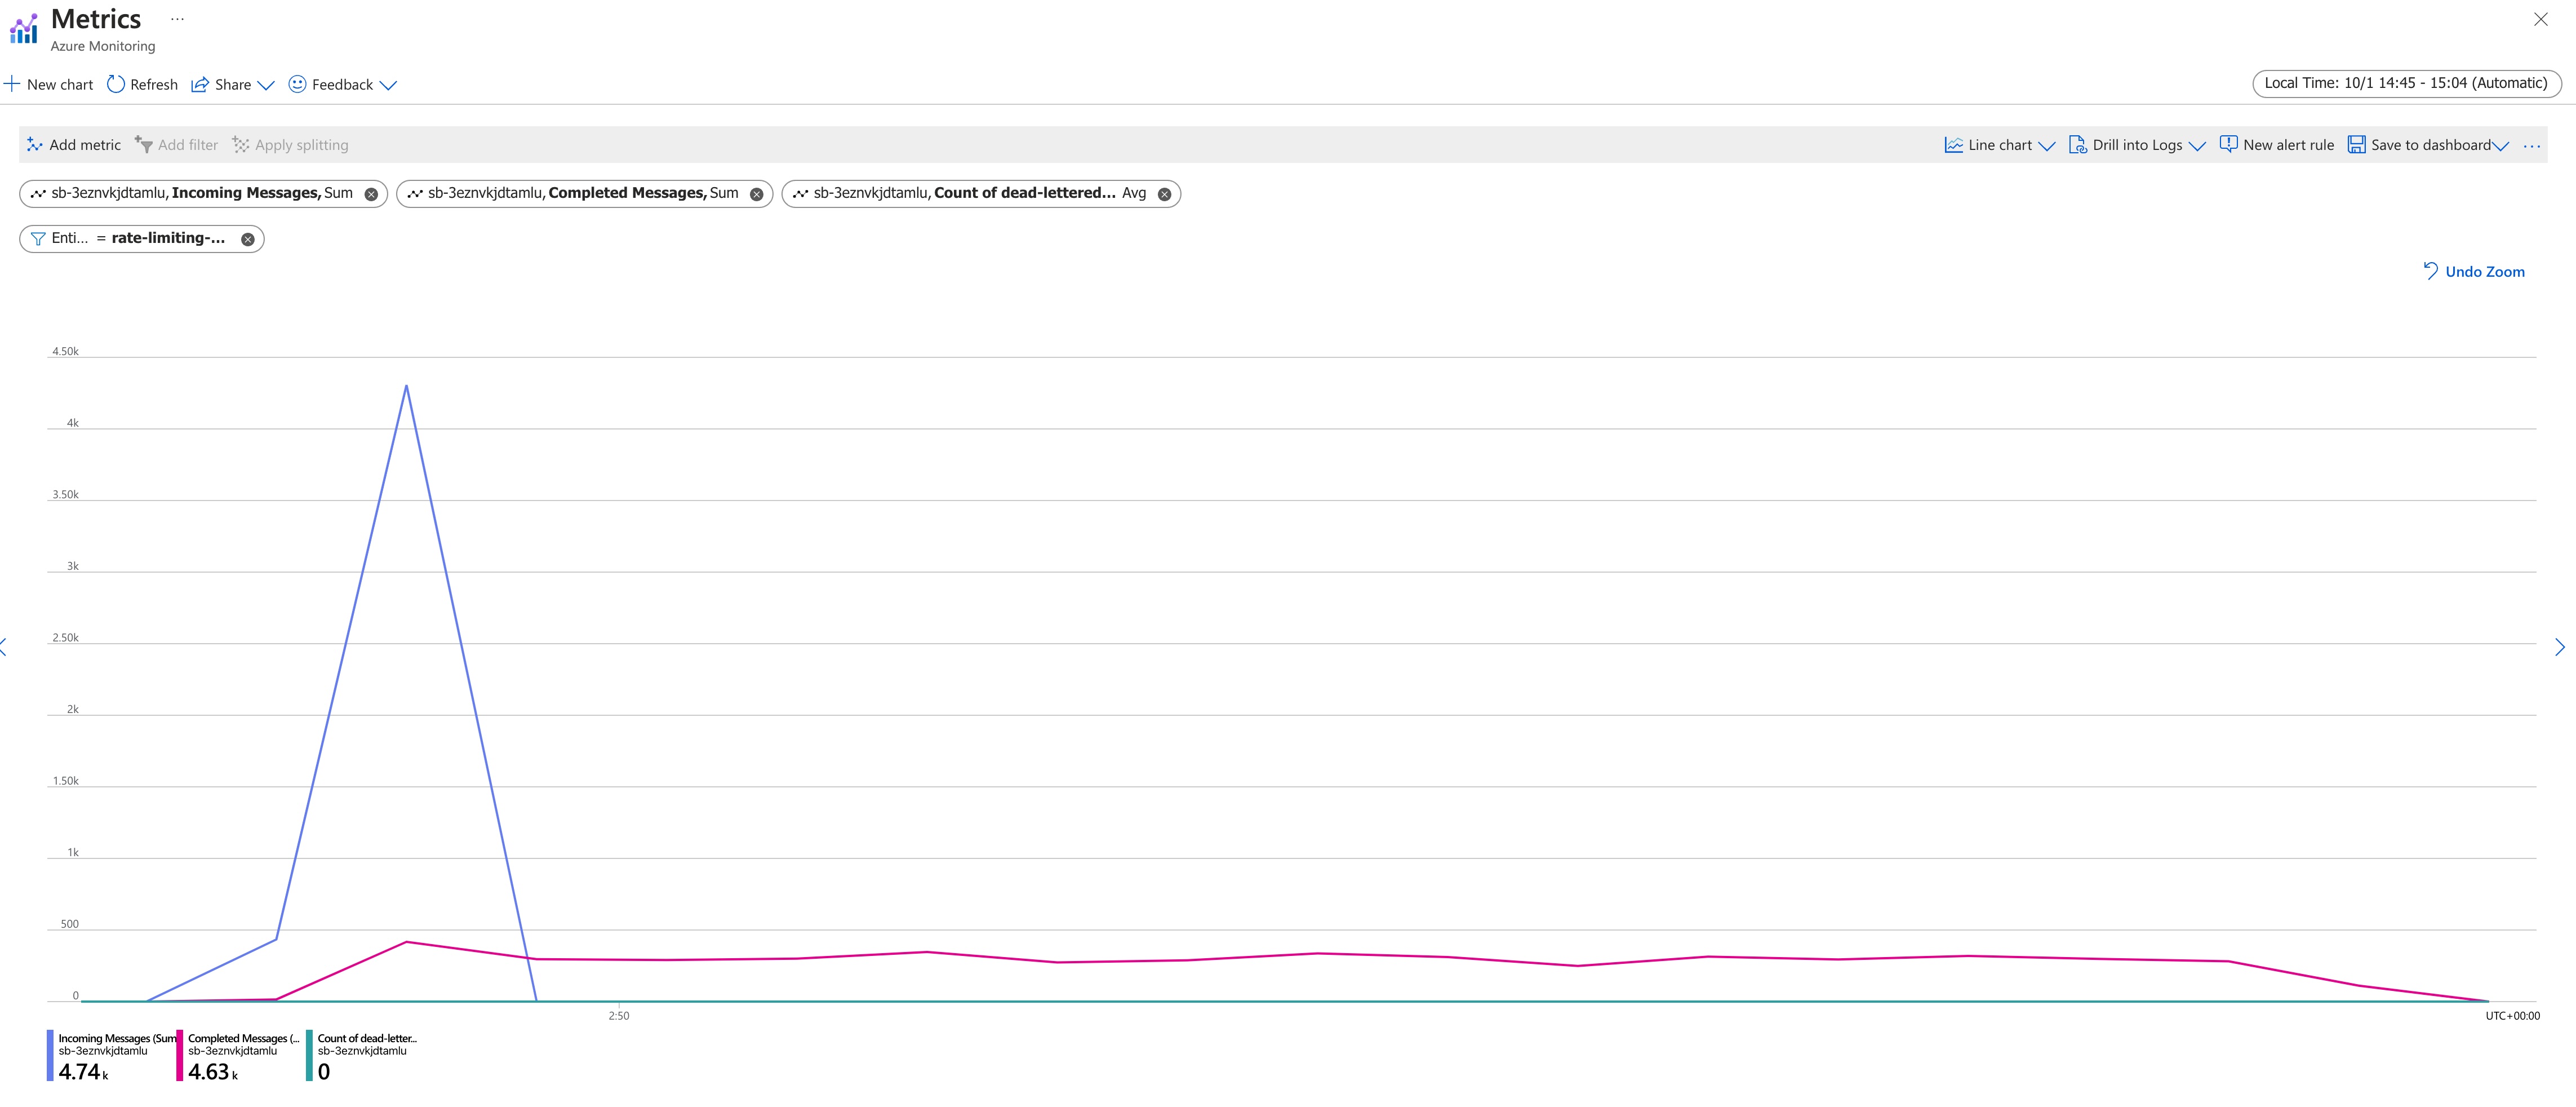 Metrics ...
Azure Monitoring
New chart Refresh Share Feedback
Local Time: 10/1 14:45 - 15:04 (Automatic)
Add metric Add filter Apply splitting
Line chart Drill into Logs New alert rule Save to dashboard ...
sb-3eznvkjdtamlu, Incoming Messages, Sum
sb-3eznvkjdtamlu, Completed Messages, Sum
sb-3eznvkjdtamlu, Count of dead-lettered... Avg
Enti... = rate-limiting-...
Undo Zoom
4.50k
4k
3.50k
3k
2.50k
2k
1.50k
1k
500
0
2:50
UTC+00:00
Incoming Messages (Sum
sb-3eznvkjdtamlu
4.74 k
Completed Messages (...
sb-3eznvkjdtamlu
4.63 k
Count of dead-letter...
sb-3eznvkjdtamlu
0